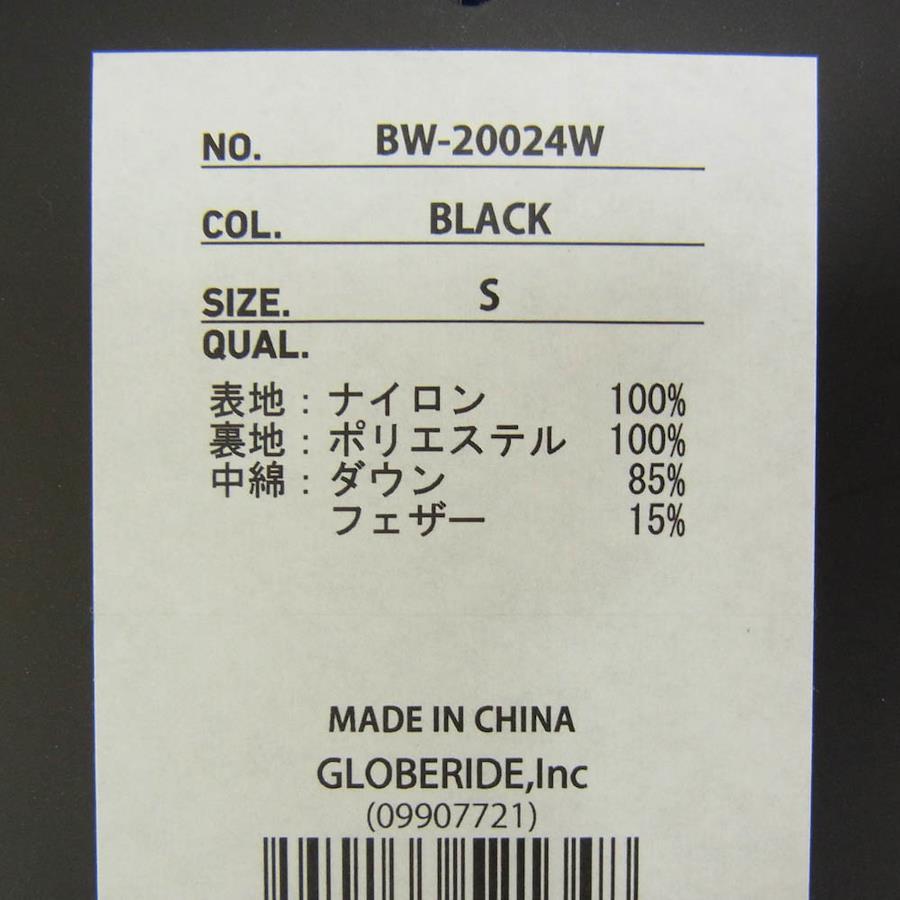 NO. BW-20024W
COL. BLACK
SIZE. S
QUAL.
表地：ナイロン 100%
裏地：ポリエステル 100%
中綿：ダウン 85%
フェザー 15%
MADE IN CHINA
GLOBERIDE,Inc
(09907721)